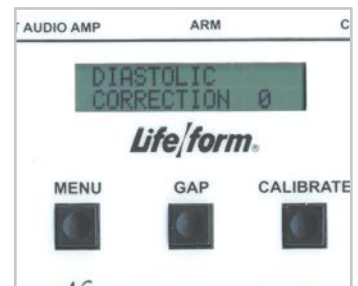 AUDIO AMP ARM C
DIASTOLIC
CORRECTION 0
Life/form®
MENU GAP CALIBRATE